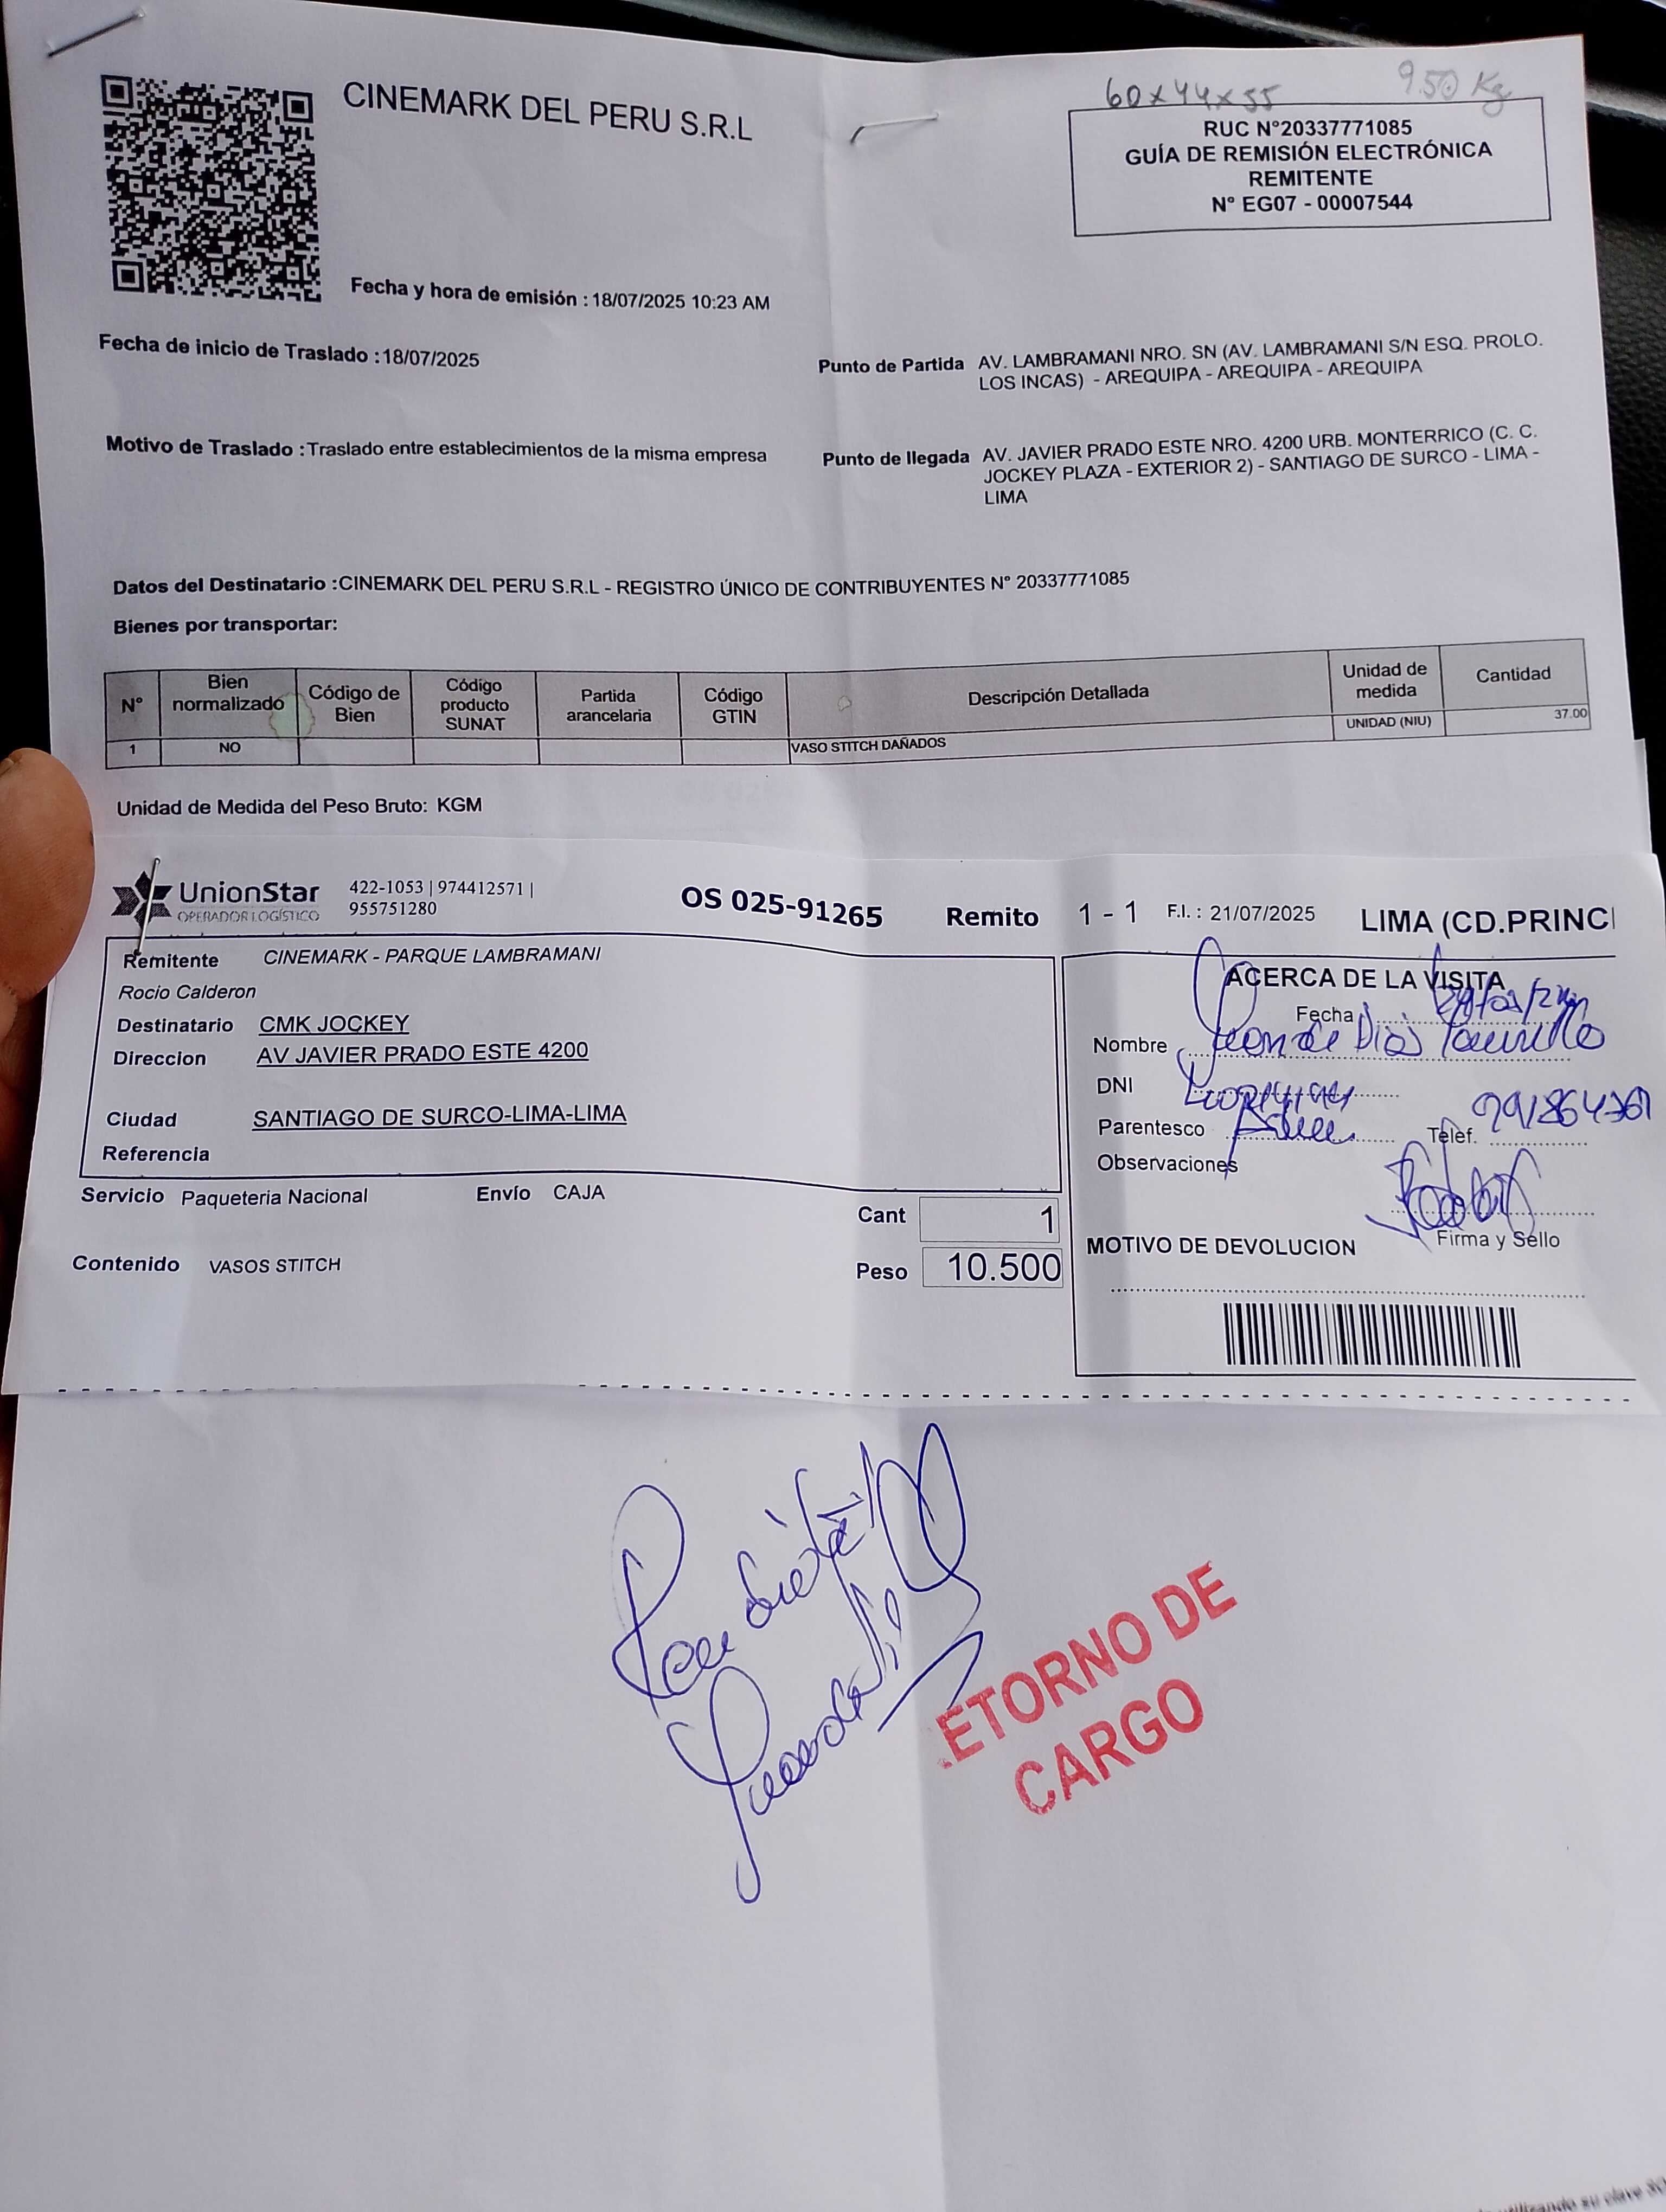 60x44x55
9.50 Kg
CINEMARK DEL PERU S.R.L
RUC N°20337771085
GUÍA DE REMISIÓN ELECTRÓNICA
REMITENTE
N° EG07 - 00007544
Fecha y hora de emisión : 18/07/2025 10:23 AM
Fecha de inicio de Traslado : 18/07/2025
Punto de Partida AV. LAMBRAMANI NRO. SN (AV. LAMBRAMANI S/N ESQ. PROLO.
LOS INCAS) - AREQUIPA - AREQUIPA - AREQUIPA
Motivo de Traslado : Traslado entre establecimientos de la misma empresa
Punto de llegada AV. JAVIER PRADO ESTE NRO. 4200 URB. MONTERRICO (C. C.
JOCKEY PLAZA - EXTERIOR 2) - SANTIAGO DE SURCO - LIMA -
LIMA
Datos del Destinatario : CINEMARK DEL PERU S.R.L - REGISTRO ÚNICO DE CONTRIBUYENTES N° 20337771085
Bienes por transportar:
N° Bien normalizado Código de Bien Código producto SUNAT Partida arancelaria Código GTIN Descripción Detallada Unidad de medida Cantidad
1 NO VASO STITCH DAÑADOS UNIDAD (NIU) 37.00
Unidad de Medida del Peso Bruto: KGM
UnionStar
OPERADOR LOGÍSTICO
422-1053 | 974412571 |
955751280
OS 025-91265 Remito 1 - 1 F.I. : 21/07/2025 LIMA (CD.PRINCI
Remitente CINEMARK - PARQUE LAMBRAMANI
Rocio Calderon
Destinatario CMK JOCKEY
Direccion AV JAVIER PRADO ESTE 4200
Ciudad SANTIAGO DE SURCO-LIMA-LIMA
Referencia
Servicio Paqueteria Nacional Envío CAJA
Cant 1
Contenido VASOS STITCH
Peso 10.500
ACERCA DE LA VISITA
Fecha
Nombre
DNI
Parentesco
Telef.
Observaciones
Firma y Sello
MOTIVO DE DEVOLUCION
ETORNO DE
CARGO